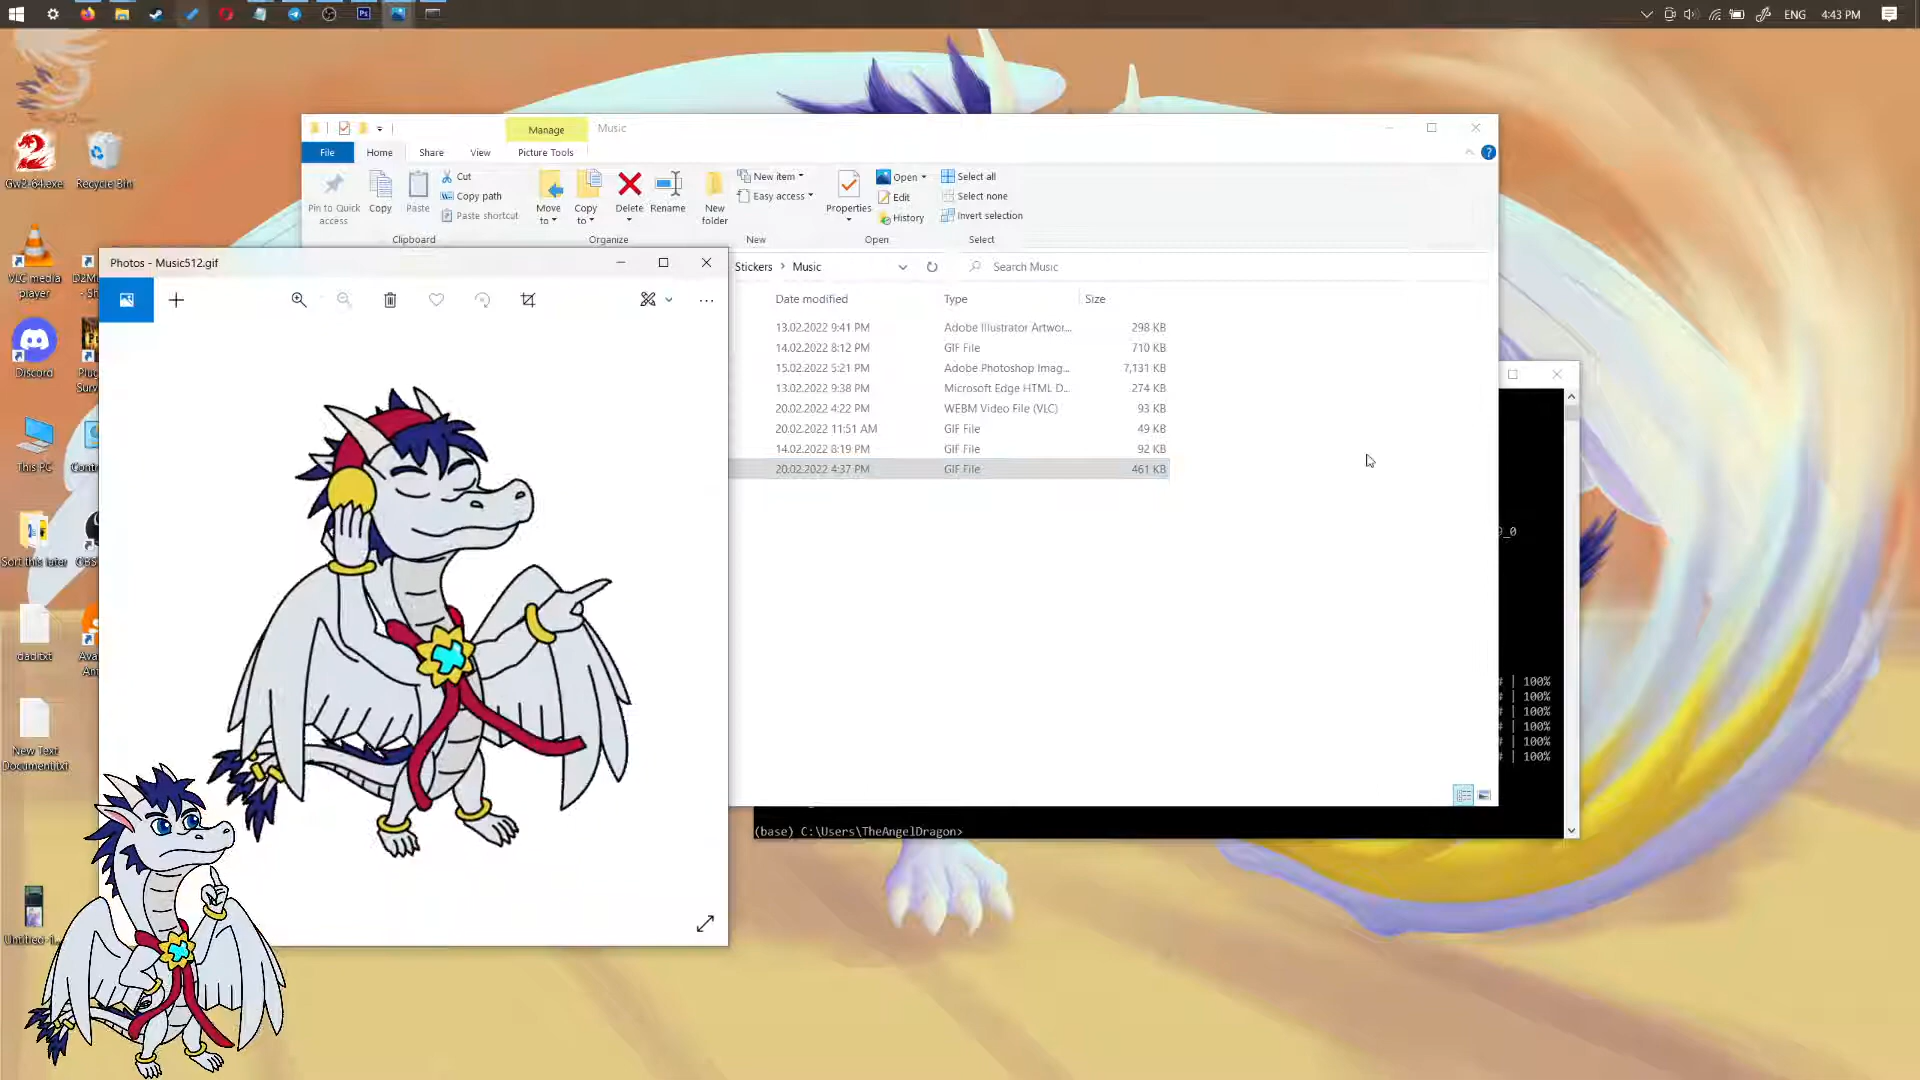 ENG
4:43 PM
Gw2-64.exe
Recycle Bin
VLC media
player
Discord
This PC
Sort this later
New Text
Document.txt
Manage
Music
File
Home
Share
View
Picture Tools
Pin to Quick
access
Copy
Paste
Cut
Copy path
Paste shortcut
Move
to
Copy
to
Delete
Rename
New
folder
New item
Easy access
Properties
Open
Edit
History
Select all
Select none
Invert selection
Clipboard
Organize
New
Open
Select
Stickers > Music
Search Music
Date modified
Type
Size
13.02.2022 9:41 PM Adobe Illustrator Artwor... 298 KB
14.02.2022 8:12 PM GIF File 710 KB
15.02.2022 5:21 PM Adobe Photoshop Imag... 7,131 KB
13.02.2022 9:38 PM Microsoft Edge HTML D... 274 KB
20.02.2022 4:22 PM WEBM Video File (VLC) 93 KB
20.02.2022 11:51 AM GIF File 49 KB
14.02.2022 8:19 PM GIF File 92 KB
20.02.2022 4:37 PM GIF File 461 KB
Photos - Music512.gif
| 100%
| 100%
| 100%
| 100%
| 100%
| 100%
(base) C:\Users\TheAngelDragon>